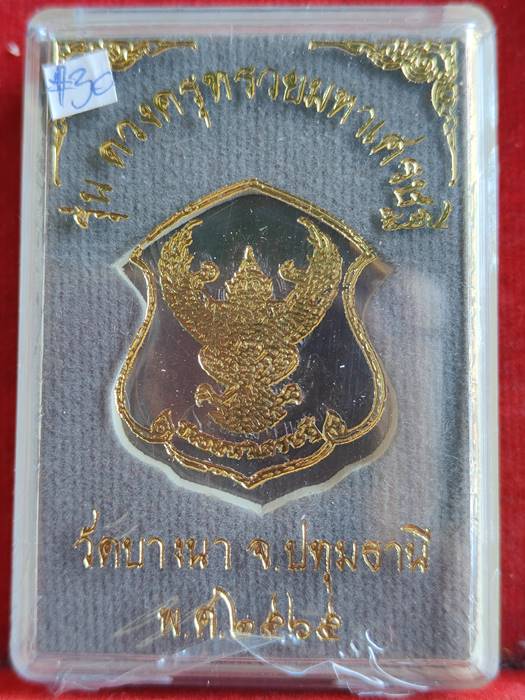 #30
รุ่น ดวงครุฑรวยมหาเศรษฐี
วัดบางนา จ.ปทุมธานี
พ.ศ.๒๕๖๕